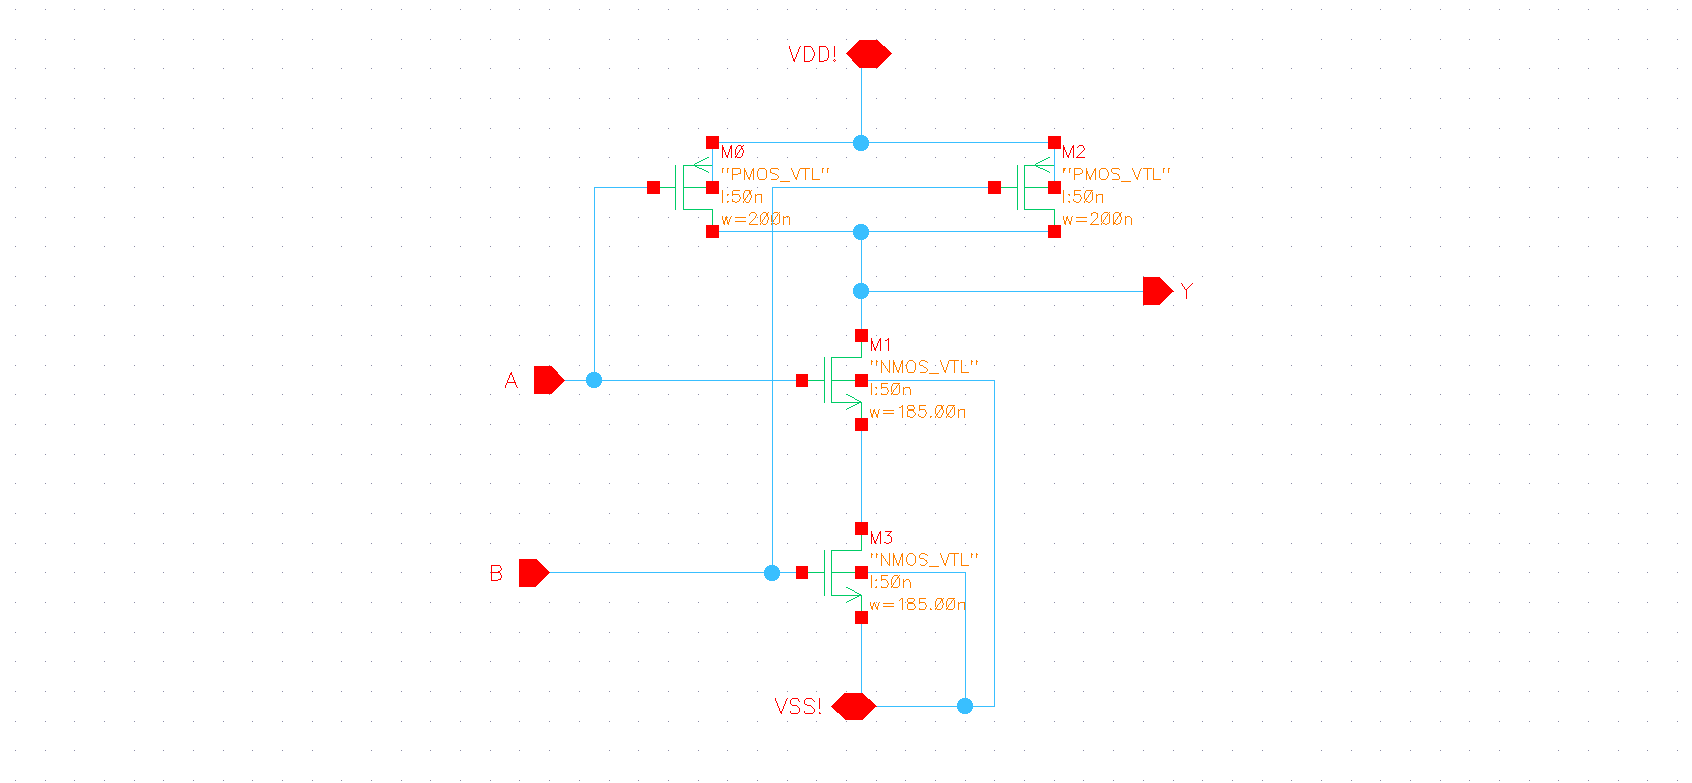 VDD!
M0
"PMOS_VTL"
l:50n
w=200n
M2
"PMOS_VTL"
l:50n
w=200n
Y
M1
"NMOS_VTL"
l:50n
w=185.00n
A
M3
"NMOS_VTL"
l:50n
w=185.00n
B
VSS!